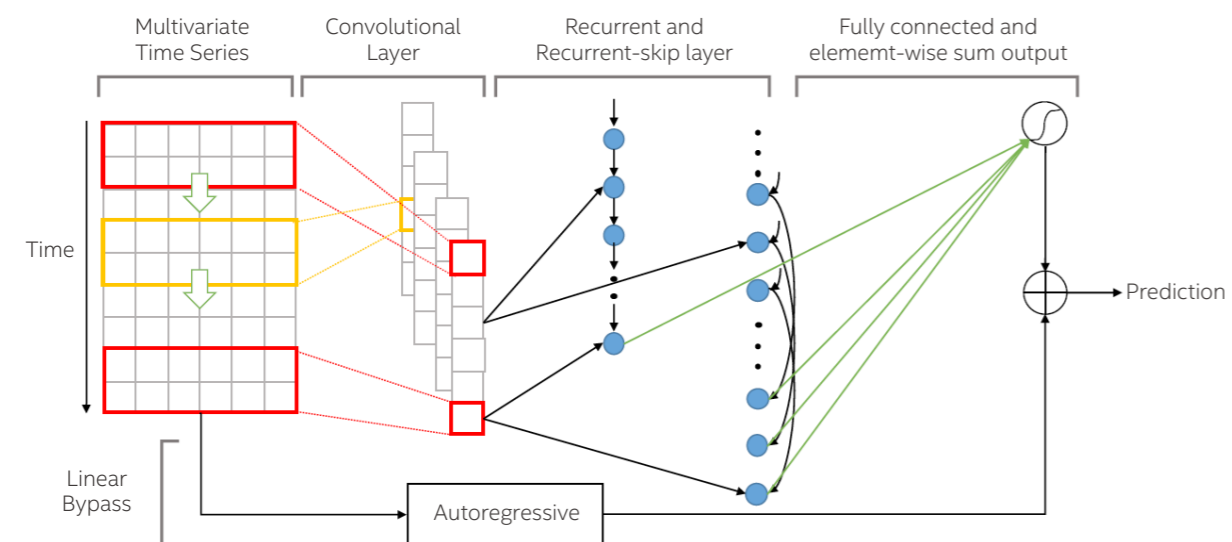 Multivariate
Time Series
Convolutional
Layer
Recurrent and
Recurrent-skip layer
Fully connected and
elememt-wise sum output
Time
Prediction
Linear
Bypass
Autoregressive